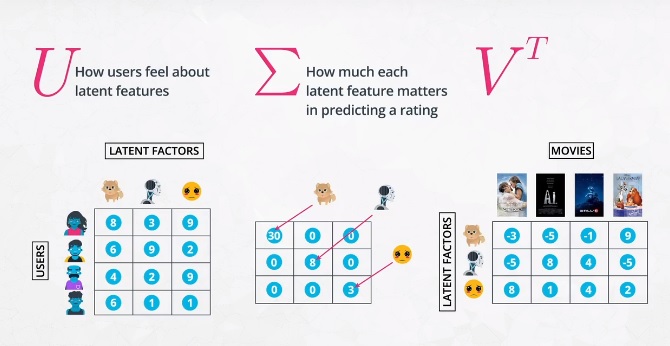 U
How users feel about
latent features
Σ
How much each
latent feature matters
in predicting a rating
V^T
LATENT FACTORS
USERS
8 3 9
6 9 2
4 2 9
6 1 1
30 0 0
0 8 0
0 0 3
MOVIES
LATENT FACTORS
A.I.
-3 -5 -1 9
-5 8 4 -5
8 1 4 2